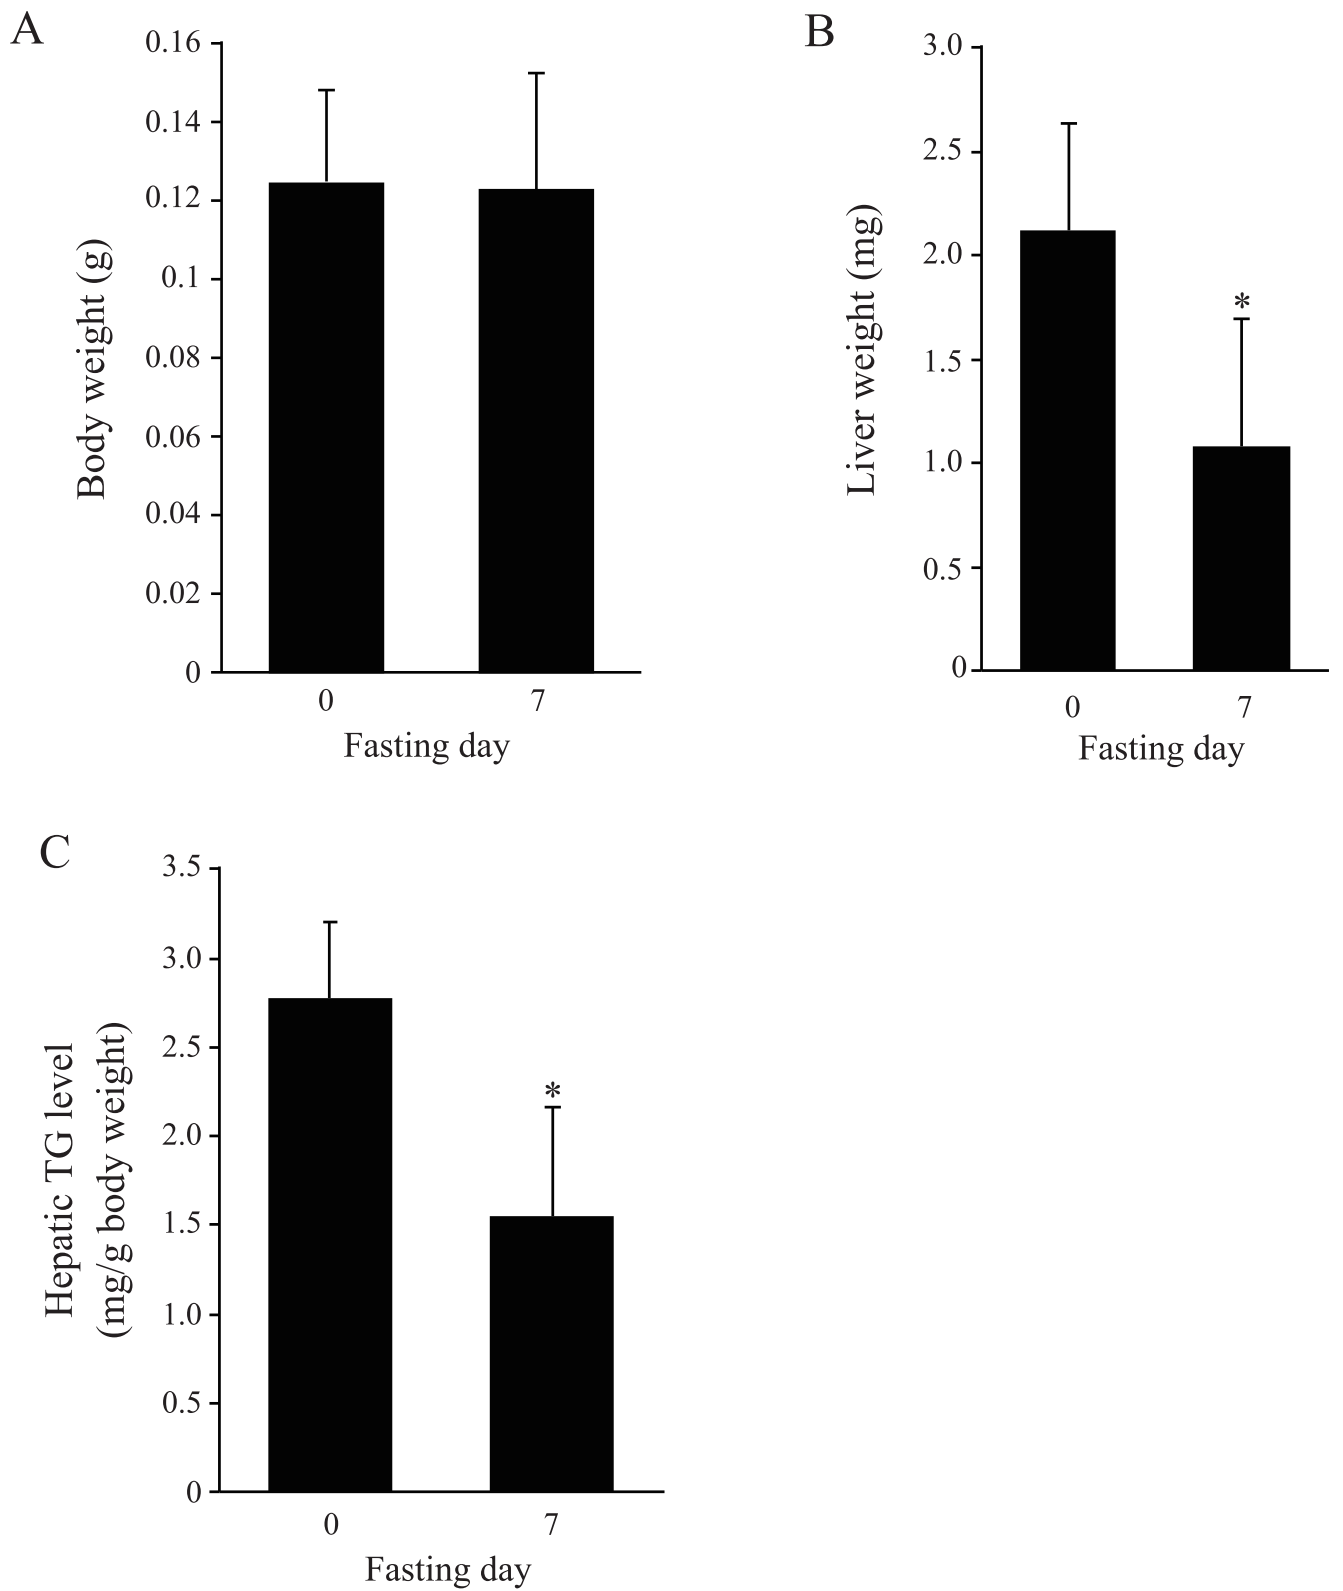 A
0.16
0.14
0.12
0.1
0.08
0.06
0.04
0.02
0
Body weight (g)
0 7
Fasting day
B
3.0
2.5
2.0
1.5
1.0
0.5
0
Liver weight (mg)
*
0 7
Fasting day
C
3.5
3.0
2.5
2.0
1.5
1.0
0.5
0
Hepatic TG level
(mg/g body weight)
*
0 7
Fasting day